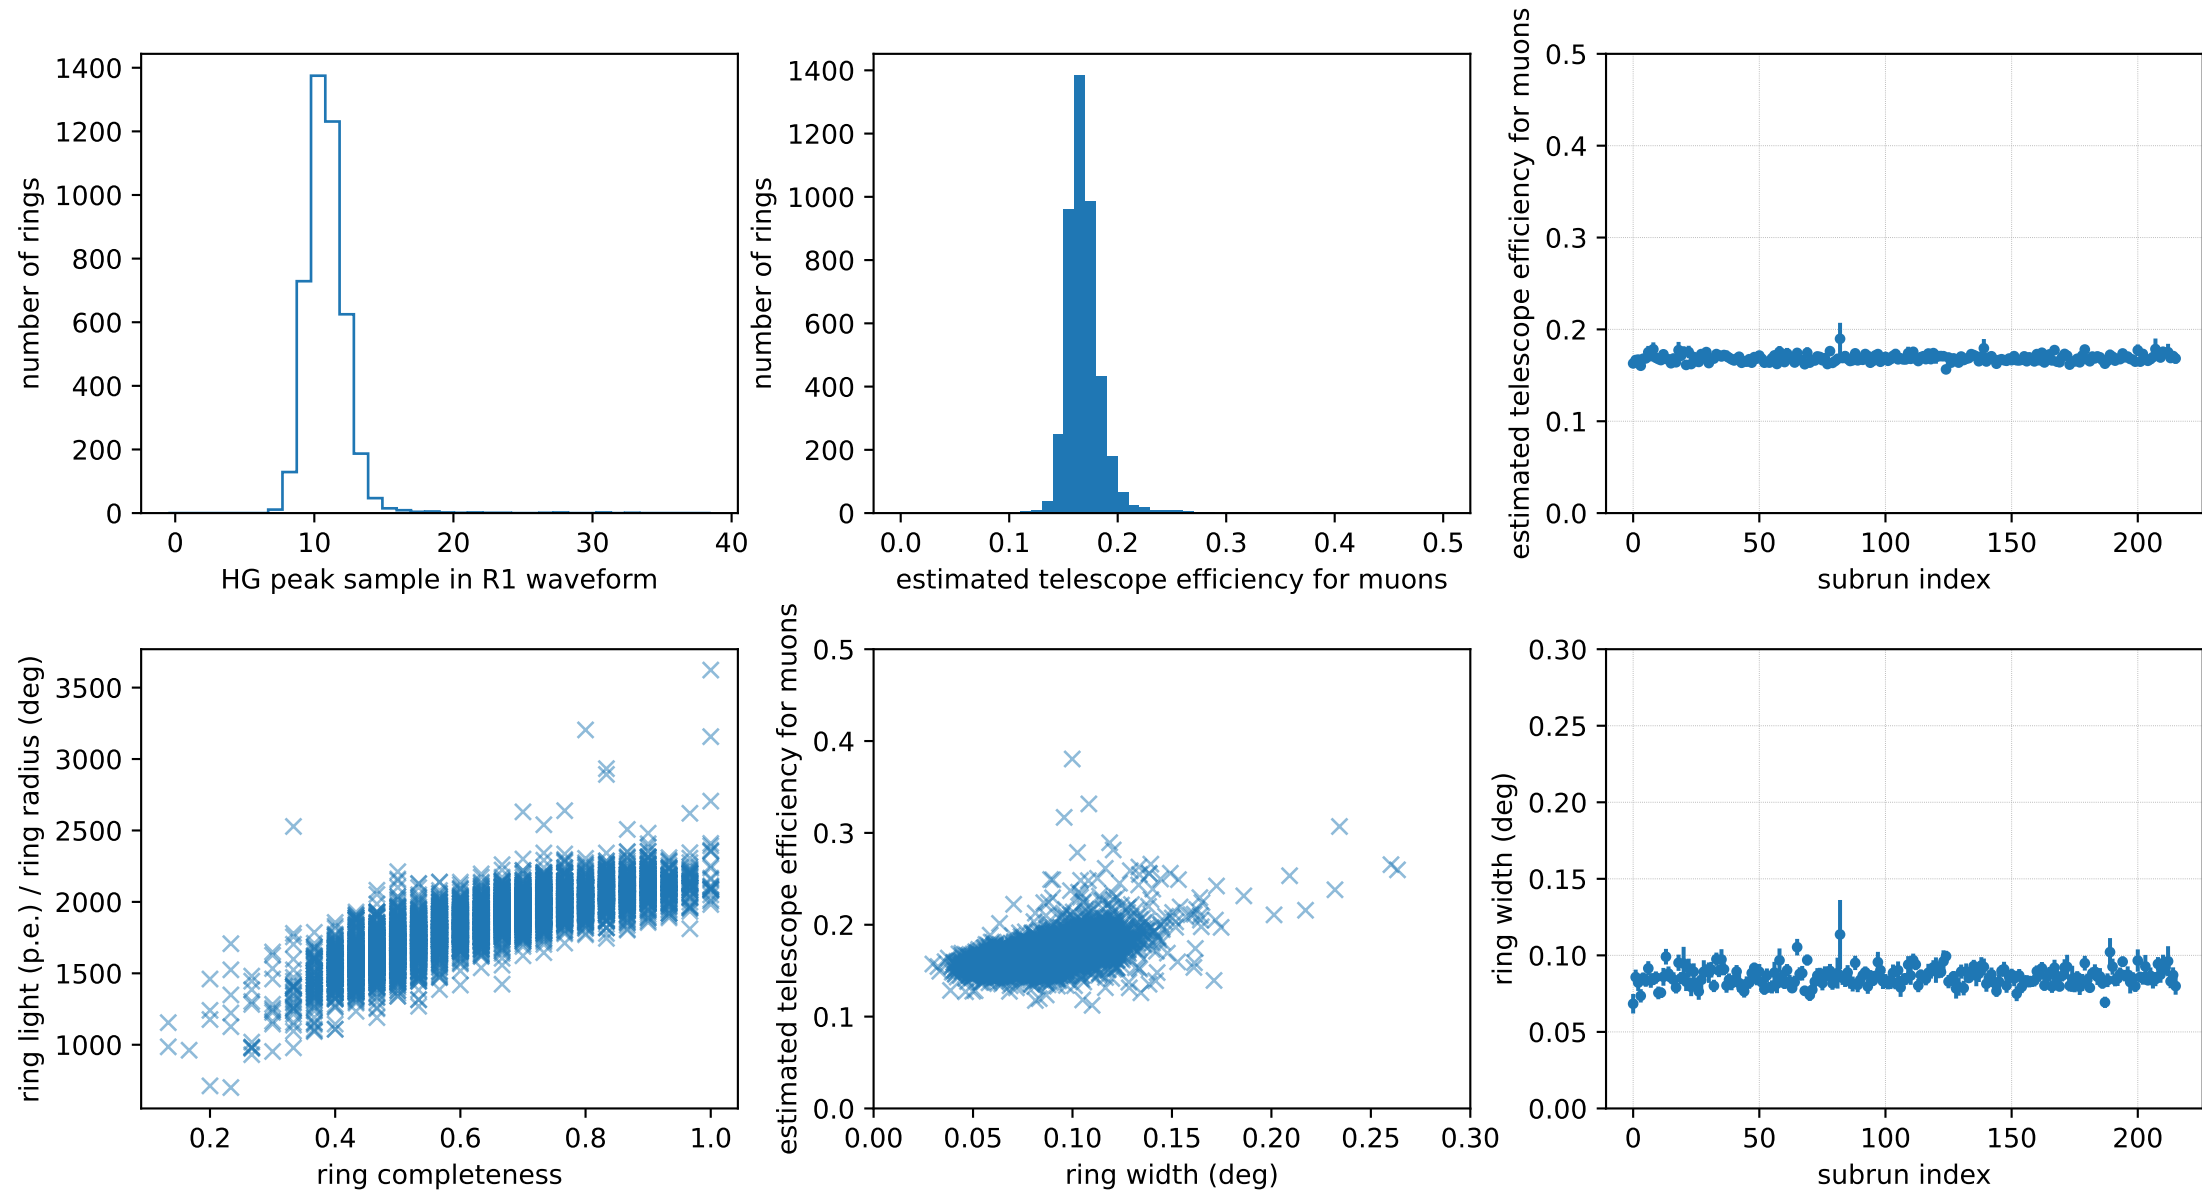 1400
1200
1000
800
600
400
200
0
number of rings
0 10 20 30 40
HG peak sample in R1 waveform
1400
1200
1000
800
600
400
200
0
number of rings
0.0 0.1 0.2 0.3 0.4 0.5
estimated telescope efficiency for muons
0.5
0.4
0.3
0.2
0.1
0.0
estimated telescope efficiency for muons
0 50 100 150 200
subrun index
3500
3000
2500
2000
1500
1000
ring light (p.e.) / ring radius (deg)
0.2 0.4 0.6 0.8 1.0
ring completeness
0.5
0.4
0.3
0.2
0.1
0.0
estimated telescope efficiency for muons
0.00 0.05 0.10 0.15 0.20 0.25 0.30
ring width (deg)
0.30
0.25
0.20
0.15
0.10
0.05
0.00
ring width (deg)
0 50 100 150 200
subrun index